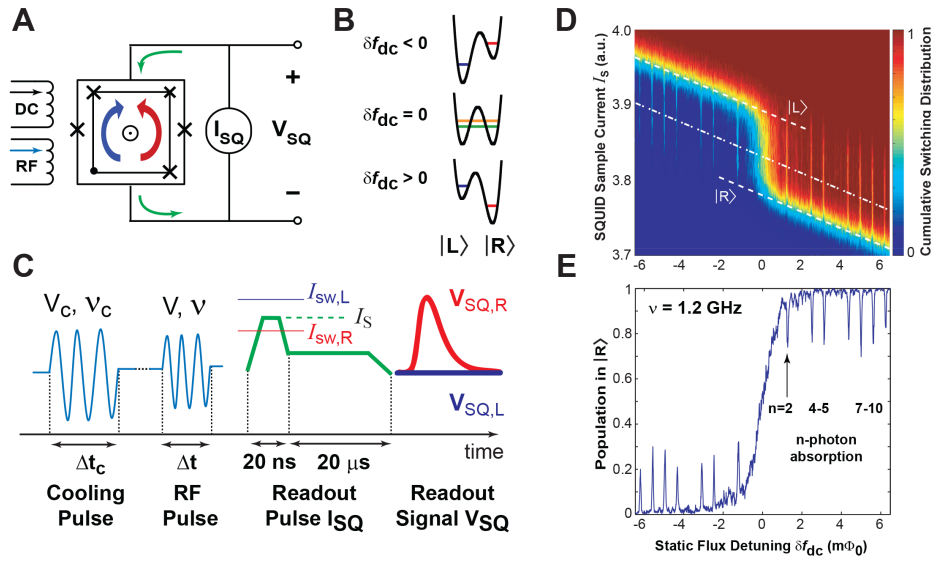 A
DC
RF
I_SQ
+
V_SQ
−
B
δf_dc < 0
δf_dc = 0
δf_dc > 0
|L⟩ |R⟩
C
V_C, ν_C
V, ν
I_sw,L
I_S
I_sw,R
V_SQ,R
V_SQ,L
time
Δt_c
Δt
20 ns
20 μs
Cooling
Pulse
RF
Pulse
Readout
Pulse I_SQ
Readout
Signal V_SQ
D
SQUID Sample Current I_S (a.u.)
4.0
3.9
3.8
3.7
|L⟩
|R⟩
-6 -4 -2 0 2 4 6
1
0
Cumulative Switching Distribution
E
Population in |R⟩
1
0.8
0.6
0.4
0.2
0
ν = 1.2 GHz
n=2 4-5 7-10
n-photon
absorption
-6 -4 -2 0 2 4 6
Static Flux Detuning δf_dc (mΦ_0)